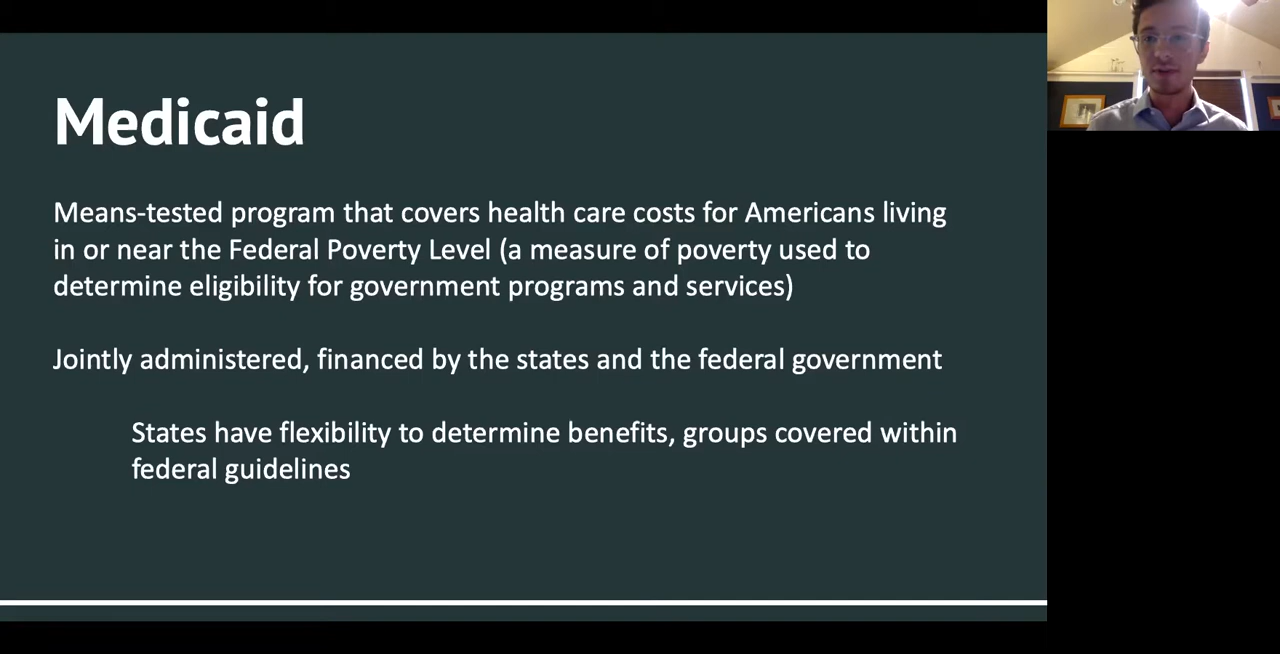 Medicaid
Means-tested program that covers health care costs for Americans living
in or near the Federal Poverty Level (a measure of poverty used to
determine eligibility for government programs and services)
Jointly administered, financed by the states and the federal government
States have flexibility to determine benefits, groups covered within
federal guidelines